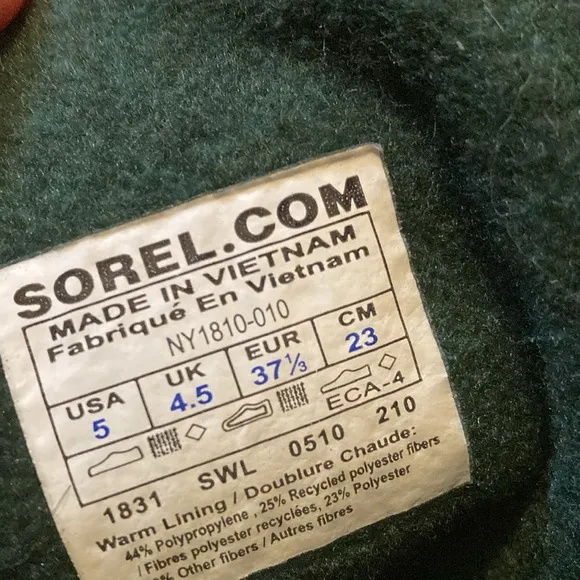 SOREL.COM
MADE IN VIETNAM
Fabriqué En Vietnam
NY1810-010
USA UK EUR CM
5 4.5 37⅓ 23
ECA-4
1831 SWL 0510 210
Warm Lining / Doublure Chaude:
44% Polypropylene , 25% Recycled polyester fibers
/ Fibres polyester recyclées, 23% Polyester
% Other fibers / Autres fibres